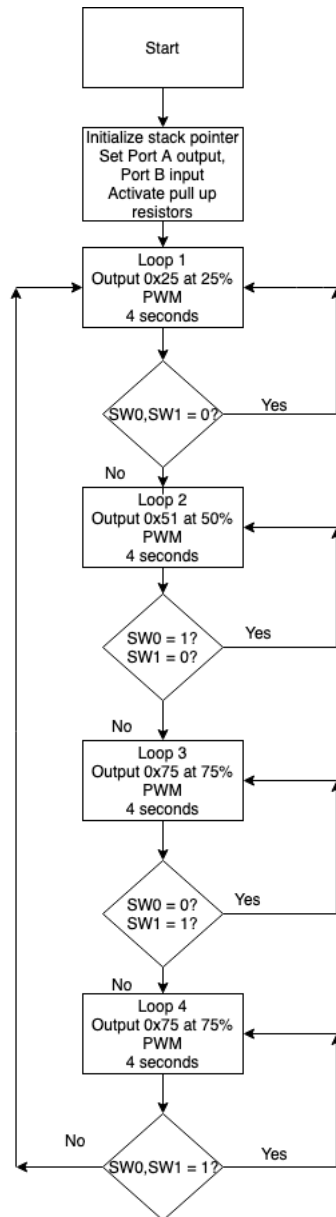 Start
Initialize stack pointer
Set Port A output,
Port B input
Activate pull up
resistors
Loop 1
Output 0x25 at 25%
PWM
4 seconds
SW0,SW1 = 0?
Yes
No
Loop 2
Output 0x51 at 50%
PWM
4 seconds
SW0 = 1?
SW1 = 0?
Yes
No
Loop 3
Output 0x75 at 75%
PWM
4 seconds
SW0 = 0?
SW1 = 1?
Yes
No
Loop 4
Output 0x75 at 75%
PWM
4 seconds
No
SW0,SW1 = 1?
Yes